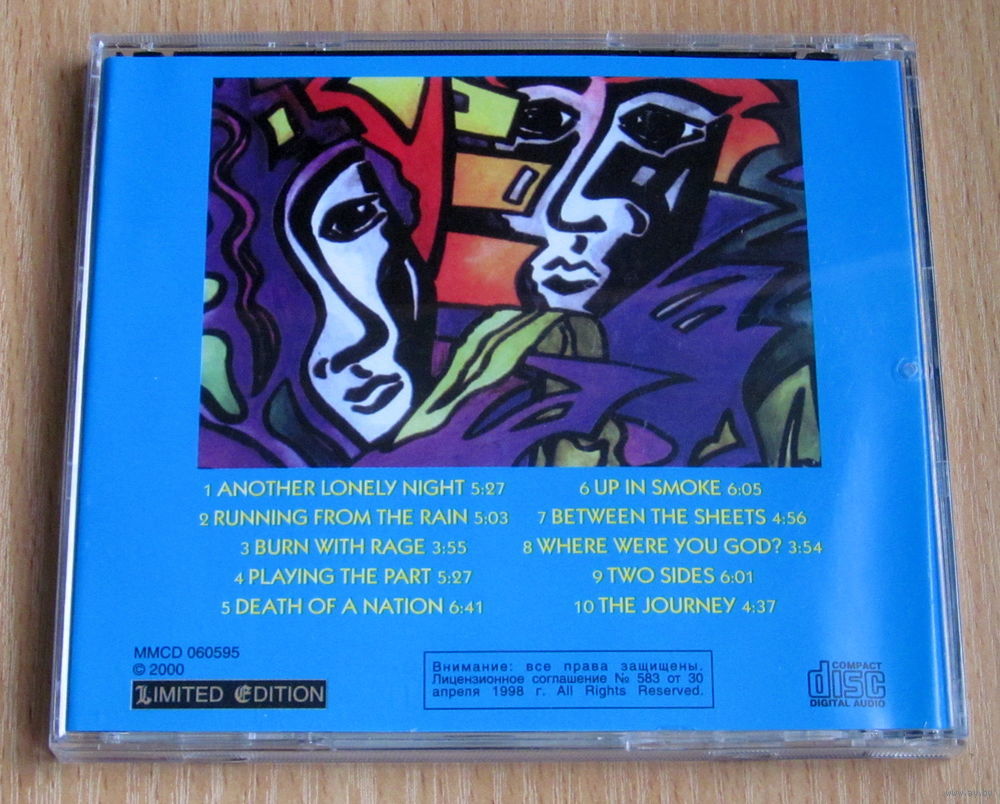 1 ANOTHER LONELY NIGHT 5:27
2 RUNNING FROM THE RAIN 5:03
3 BURN WITH RAGE 3:55
4 PLAYING THE PART 5:27
5 DEATH OF A NATION 6:41
6 UP IN SMOKE 6:05
7 BETWEEN THE SHEETS 4:56
8 WHERE WERE YOU GOD? 3:54
9 TWO SIDES 6:01
10 THE JOURNEY 4:37
MMCD 060595
© 2000
LIMITED EDITION
Внимание: все права защищены.
Лицензионное соглашение № 583 от 30
апреля 1998 г. All Rights Reserved.
COMPACT
disc
DIGITAL AUDIO